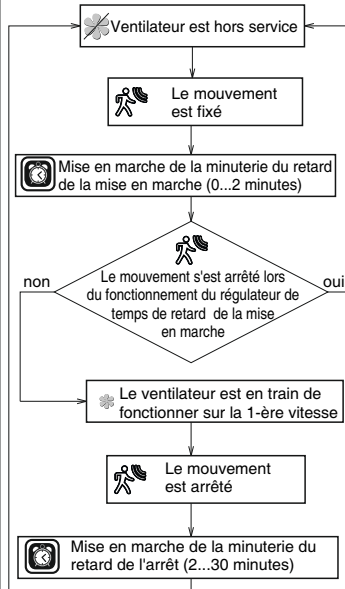 Ventilateur est hors service
Le mouvement
est fixé
Mise en marche de la minuterie du retard
de la mise en marche (0...2 minutes)
non
oui
Le mouvement s'est arrêté lors
du fonctionnement du régulateur de
temps de retard de la mise
en marche
Le ventilateur est en train de
fonctionner sur la 1-ère vitesse
Le mouvement
est arrêté
Mise en marche de la minuterie du
retard de l'arrêt (2...30 minutes)